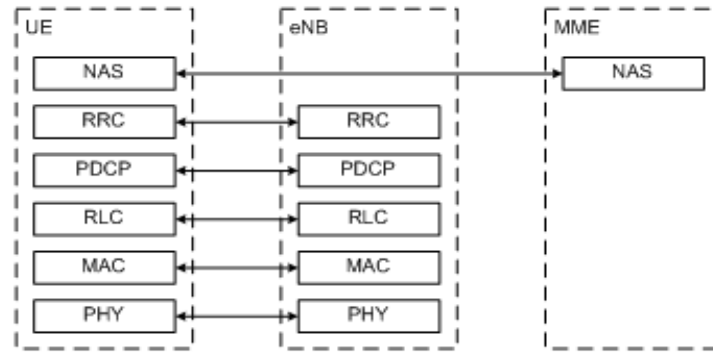 UE
eNB
MME
NAS
NAS
RRC
RRC
PDCP
PDCP
RLC
RLC
MAC
MAC
PHY
PHY